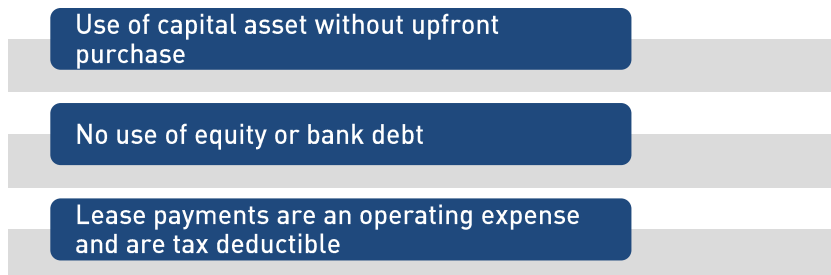 Use of capital asset without upfront
purchase
No use of equity or bank debt
Lease payments are an operating expense
and are tax deductible